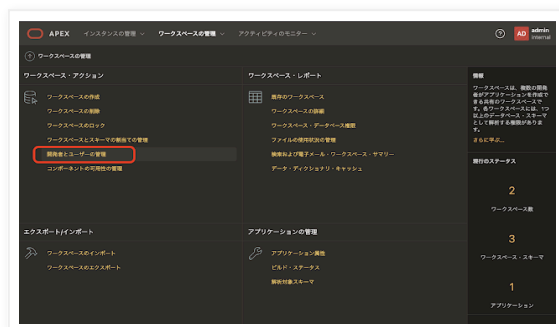 APEX インスタンスの管理 ワークスペースの管理 アクティビティのモニター AD admin internal
ワークスペースの管理
ワークスペース・アクション
ワークスペースの作成
ワークスペースの削除
ワークスペースのロック
ワークスペースとスキーマの割当ての管理
開発者とユーザーの管理
コンポーネントの可用性の管理
ワークスペース・レポート
既存のワークスペース
ワークスペースの詳細
ワークスペース・データベース権限
ファイルの使用状況の管理
検索および電子メール・ワークスペース・サマリー
データ・ディクショナリ・キャッシュ
エクスポート/インポート
ワークスペースのインポート
ワークスペースのエクスポート
アプリケーションの管理
アプリケーション属性
ビルド・ステータス
解析対象スキーマ
情報
ワークスペースは、複数の開発
者がアプリケーションを作成で
きる共有のワークスペースで
す。各ワークスペースには、1つ
以上のデータベース・スキーマ
として解析する権限がありま
す。
さらに学ぶ...
現行のステータス
2
ワークスペース数
3
ワークスペース・スキーマ
1
アプリケーション